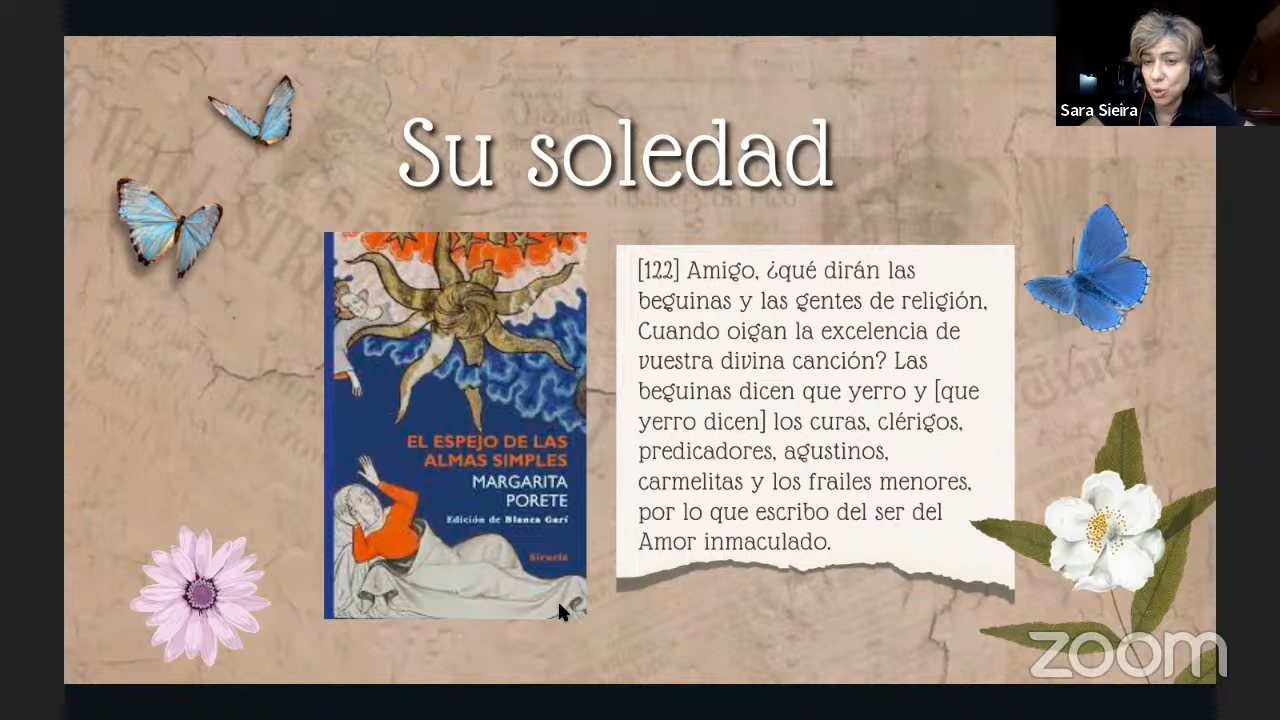 Sara Sieira
Su soledad
EL ESPEJO DE LAS
ALMAS SIMPLES
MARGARITA
PORETE
Edición de Blanca Garí
Siruela
[122] Amigo, ¿qué dirán las
beguinas y las gentes de religión,
Cuando oigan la excelencia de
vuestra divina canción? Las
beguinas dicen que yerro y [que
yerro dicen] los curas, clérigos,
predicadores, agustinos,
carmelitas y los frailes menores,
por lo que escribo del ser del
Amor inmaculado.
zoom